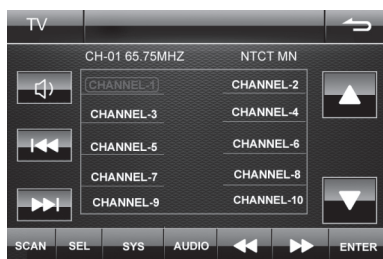 TV
CH-01 65.75MHZ NTCT MN
CHANNEL-1 CHANNEL-2
CHANNEL-3 CHANNEL-4
CHANNEL-5 CHANNEL-6
CHANNEL-7 CHANNEL-8
CHANNEL-9 CHANNEL-10
SCAN SEL SYS AUDIO ENTER